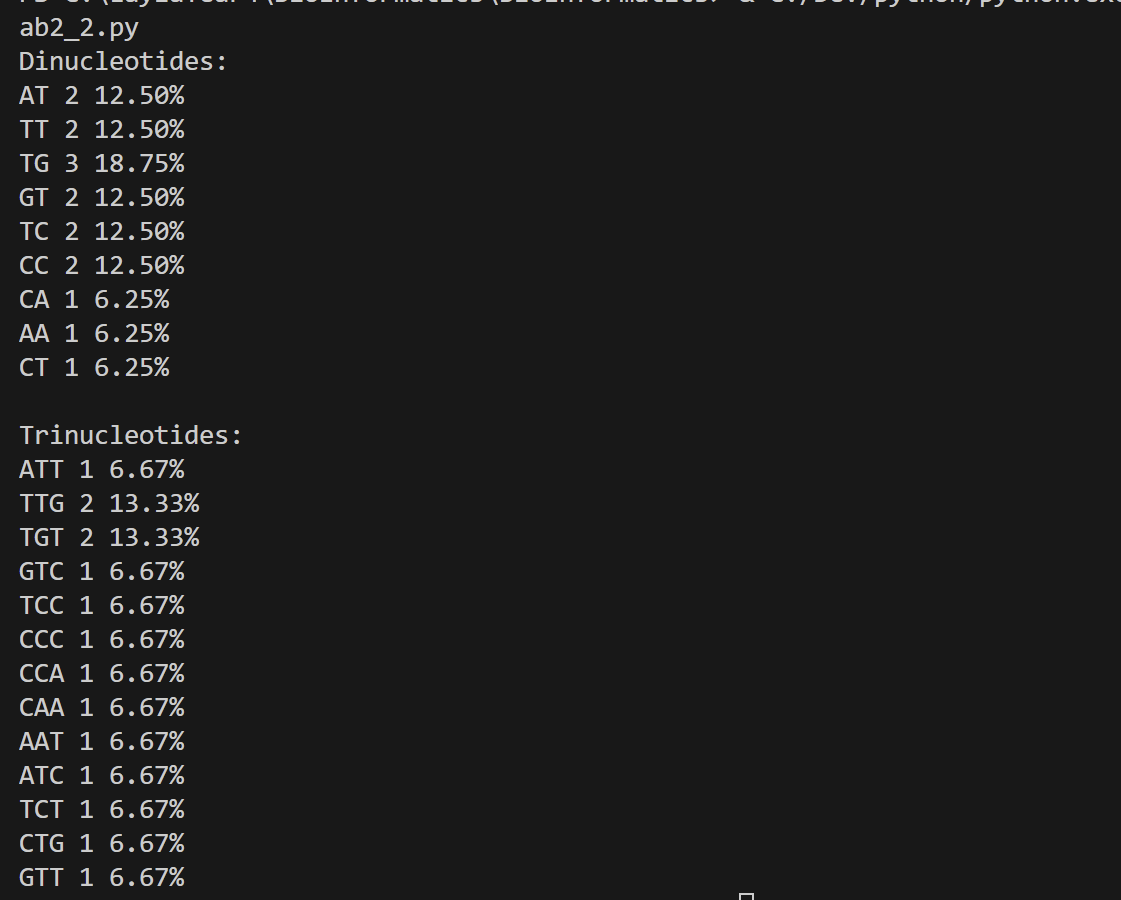 ab2_2.py
Dinucleotides:
AT 2 12.50%
TT 2 12.50%
TG 3 18.75%
GT 2 12.50%
TC 2 12.50%
CC 2 12.50%
CA 1 6.25%
AA 1 6.25%
CT 1 6.25%
Trinucleotides:
ATT 1 6.67%
TTG 2 13.33%
TGT 2 13.33%
GTC 1 6.67%
TCC 1 6.67%
CCC 1 6.67%
CCA 1 6.67%
CAA 1 6.67%
AAT 1 6.67%
ATC 1 6.67%
TCT 1 6.67%
CTG 1 6.67%
GTT 1 6.67%